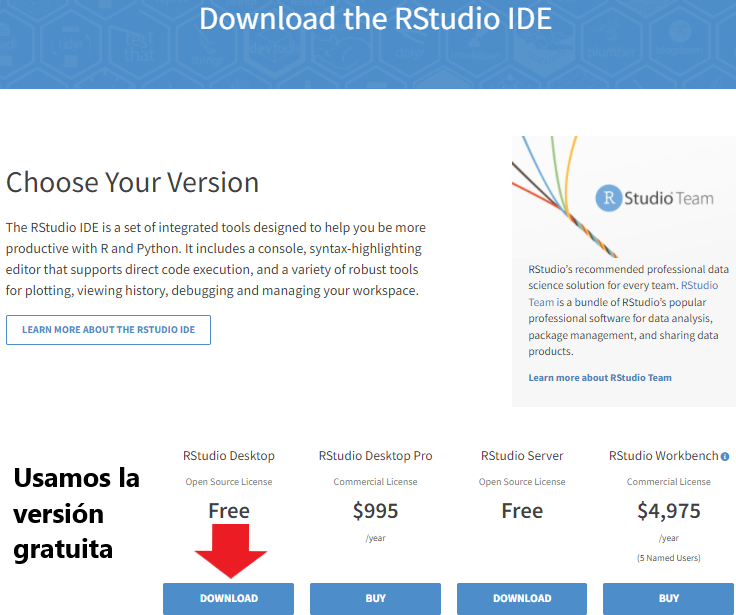 Download the RStudio IDE
Choose Your Version
The RStudio IDE is a set of integrated tools designed to help you be more
productive with R and Python. It includes a console, syntax-highlighting
editor that supports direct code execution, and a variety of robust tools
for plotting, viewing history, debugging and managing your workspace.
LEARN MORE ABOUT THE RSTUDIO IDE
R Studio Team
RStudio's recommended professional data
science solution for every team. RStudio
Team is a bundle of RStudio's popular
professional software for data analysis,
package management, and sharing data
products.
Learn more about RStudio Team
Usamos la
versión
gratuita
RStudio Desktop
Open Source License
Free
DOWNLOAD
RStudio Desktop Pro
Commercial License
$995
/year
BUY
RStudio Server
Open Source License
Free
DOWNLOAD
RStudio Workbench
Commercial License
$4,975
/year
(5 Named Users)
BUY